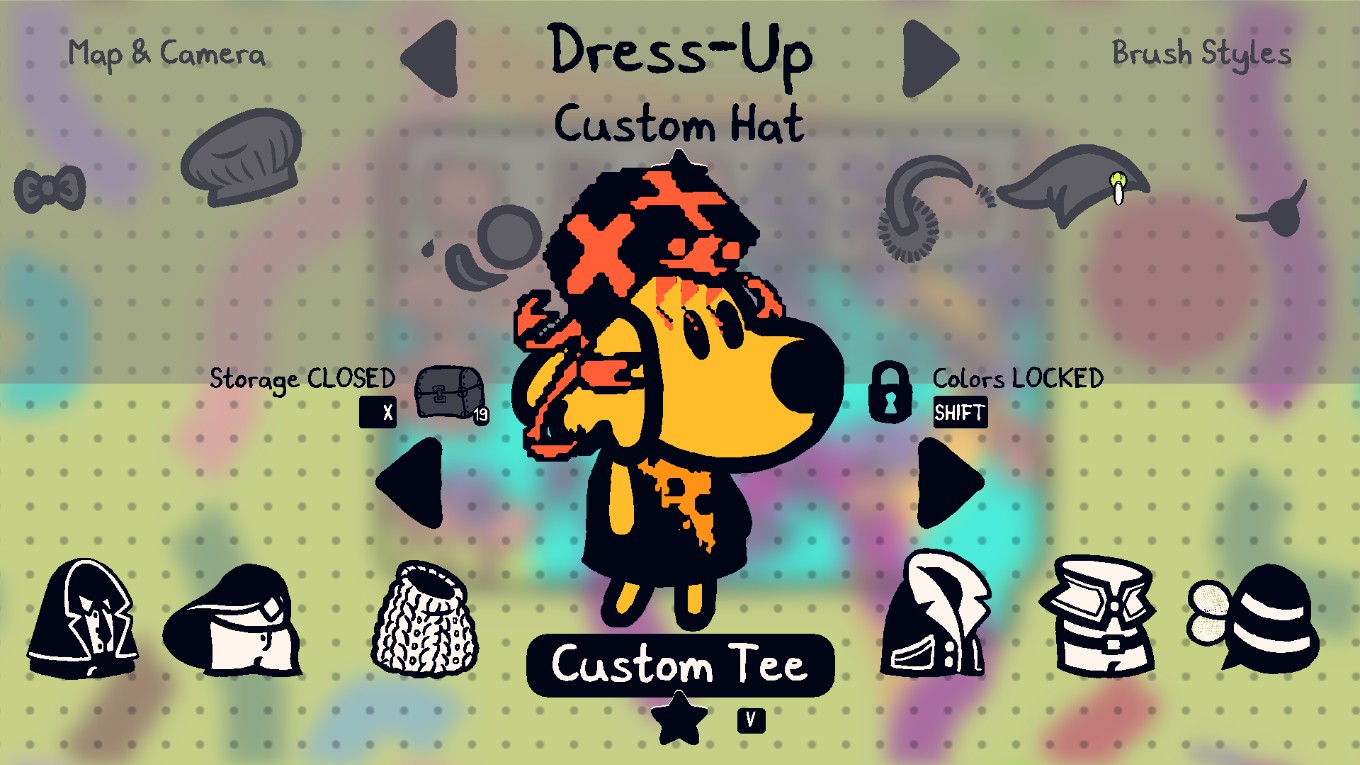 Map & Camera
Dress-Up
Brush Styles
Custom Hat
Storage CLOSED
X
19
Colors LOCKED
SHIFT
Custom Tee
V